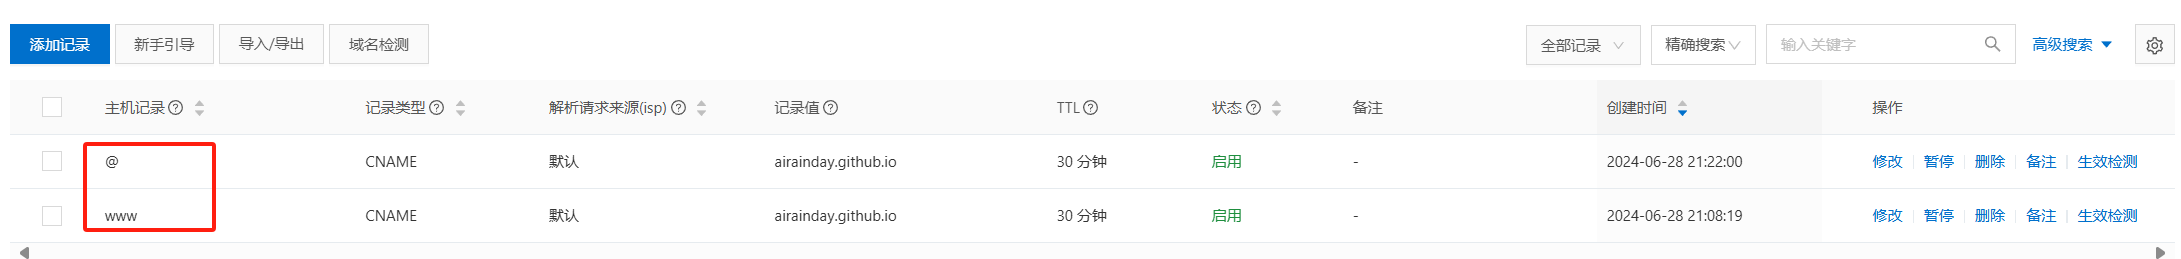 添加记录 新手引导 导入/导出 域名检测 全部记录 精确搜索 输入关键字 高级搜索
主机记录 记录类型 解析请求来源(isp) 记录值 TTL 状态 备注 创建时间 操作
@ CNAME 默认 airainday.github.io 30 分钟 启用 - 2024-06-28 21:22:00 修改 暂停 删除 备注 生效检测
www CNAME 默认 airainday.github.io 30 分钟 启用 - 2024-06-28 21:08:19 修改 暂停 删除 备注 生效检测